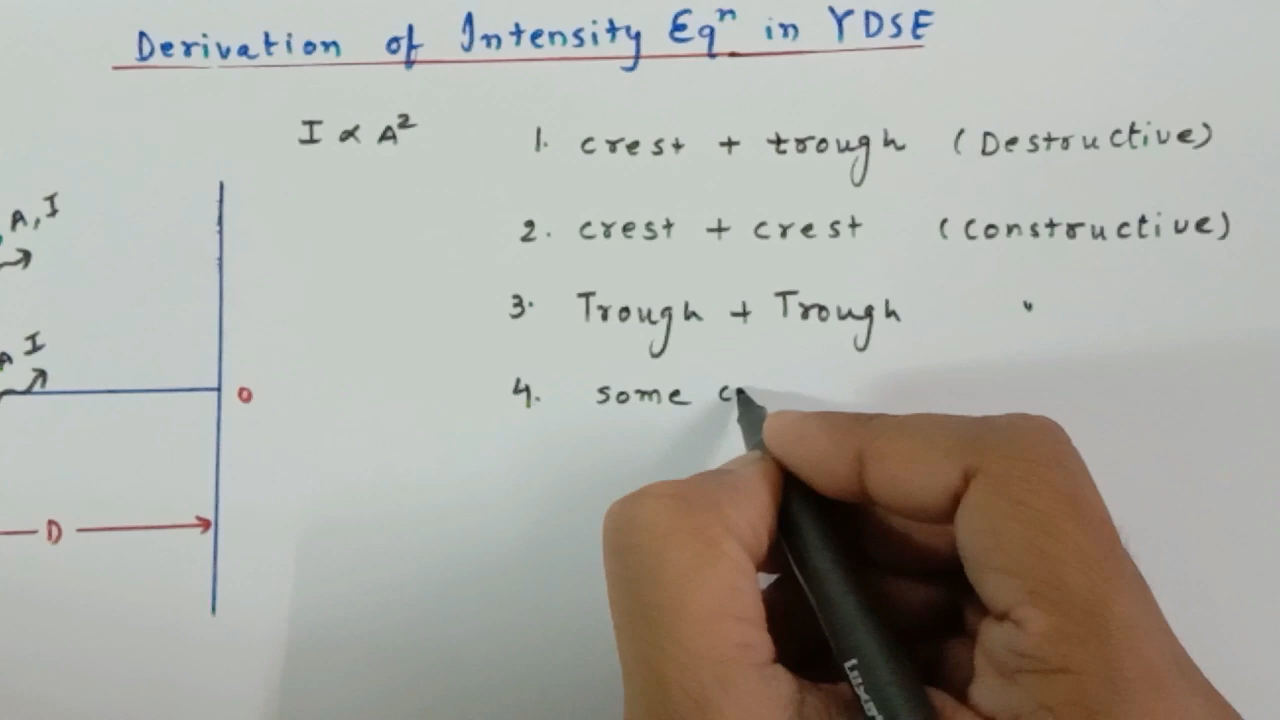 Derivation of Intensity Eqⁿ in YDSE
I ∝ A²
1. crest + trough (Destructive)
A, I
2. crest + crest (constructive)
3. Trough + Trough "
A I
4. some c
O
D